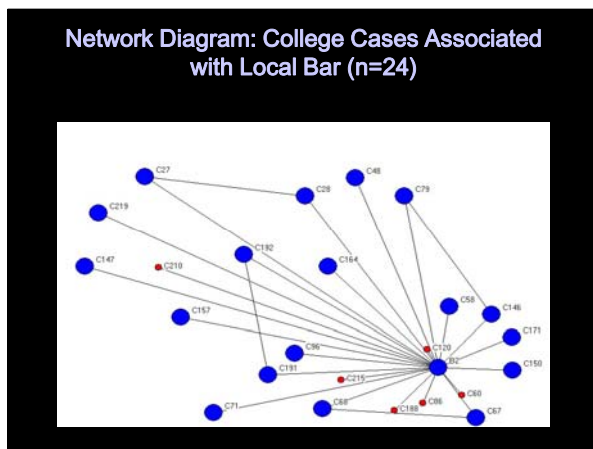 Network Diagram: College Cases Associated
with Local Bar (n=24)
C27
C48
C28
C79
C219
C192
C147
C210
C164
C58
C146
C157
C171
C120
C96
B2
C150
C191
C215
C60
C86
C71
C68
C188
C67